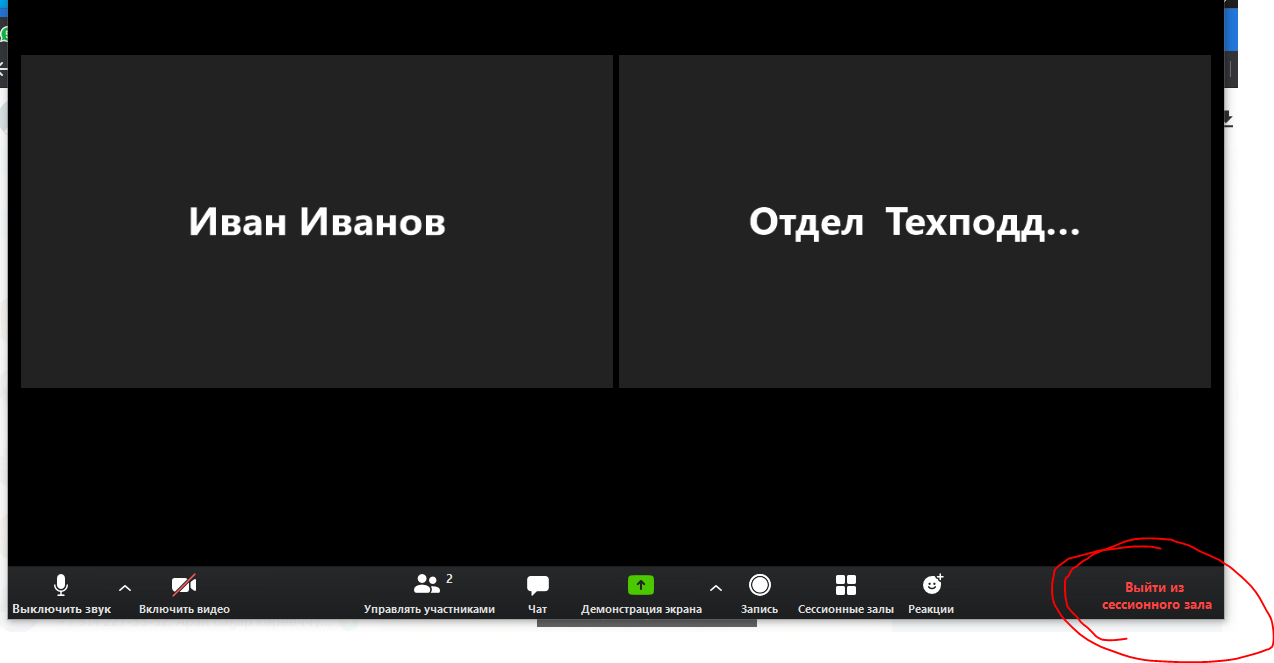 Иван Иванов
Отдел Техподд...
2
Выключить звук
Включить видео
Управлять участниками
Чат
Демонстрация экрана
Запись
Сессионные залы
Реакции
Выйти из
сессионного зала